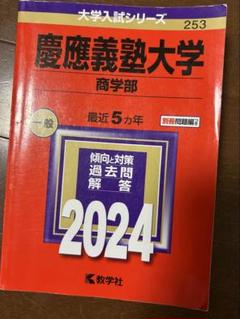 大学入試シリーズ
253
慶應義塾大学
商学部
一般
最近5カ年
別冊問題編
傾向と対策
過去問
解答
2024
教学社